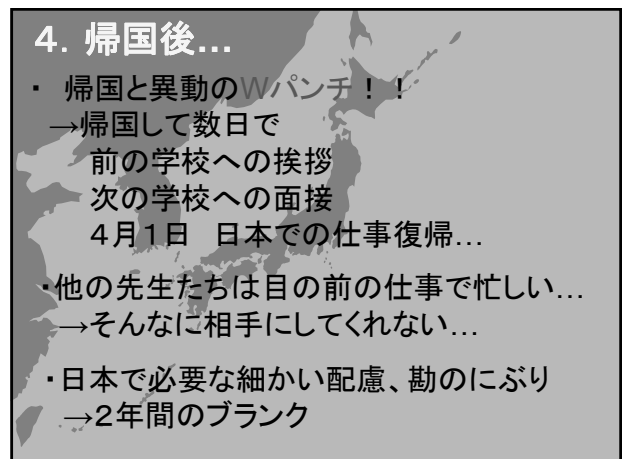 ４．帰国後…
・ 帰国と異動のＷパンチ！！
→帰国して数日で
前の学校への挨拶
次の学校への面接
４月１日　日本での仕事復帰…
・他の先生たちは目の前の仕事で忙しい…
→そんなに相手にしてくれない…
・日本で必要な細かい配慮、勘のにぶり
→２年間のブランク